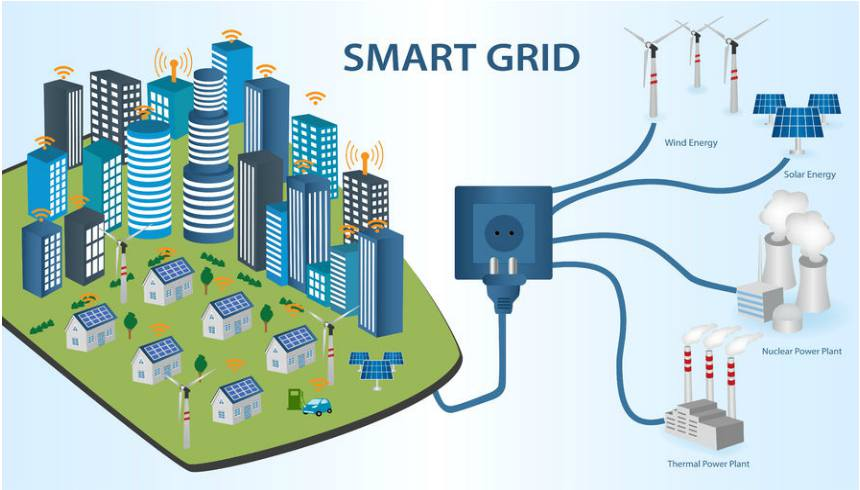 SMART GRID
Wind Energy
Solar Energy
Nuclear Power Plant
Thermal Power Plant